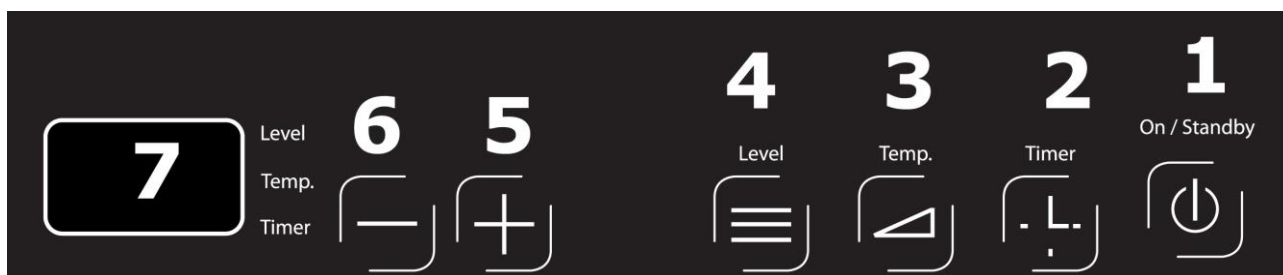 1
4 3 2
On / Standby
7 Level 6 5
Level Temp. Timer
Temp.
Timer